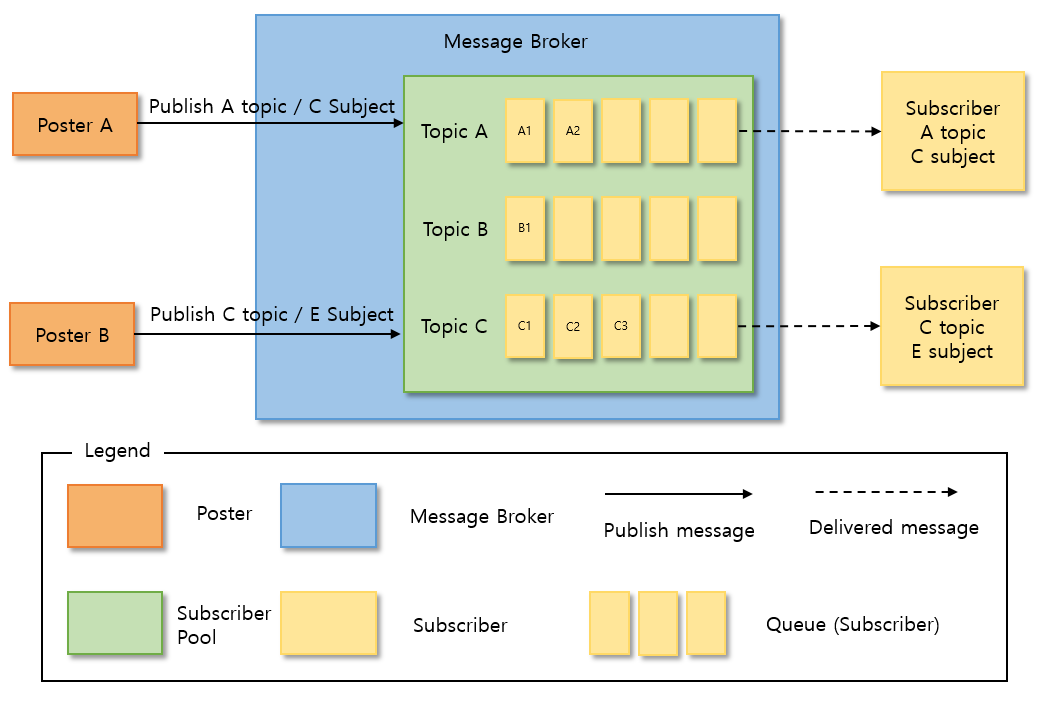 Message Broker
Poster A
Publish A topic / C Subject
Topic A
A1
A2
Subscriber
A topic
C subject
Topic B
B1
Poster B
Publish C topic / E Subject
Topic C
C1
C2
C3
Subscriber
C topic
E subject
Legend
Poster
Message Broker
Publish message
Delivered message
Subscriber
Pool
Subscriber
Queue (Subscriber)